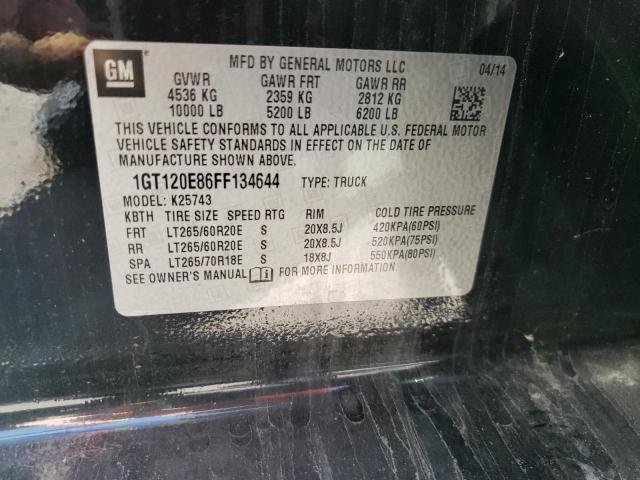 GM
MFD BY GENERAL MOTORS LLC 04/14
GVWR GAWR FRT GAWR RR
4536 KG 2359 KG 2812 KG
10000 LB 5200 LB 6200 LB
THIS VEHICLE CONFORMS TO ALL APPLICABLE U.S. FEDERAL MOTOR
VEHICLE SAFETY STANDARDS IN EFFECT ON THE DATE OF
MANUFACTURE SHOWN ABOVE.
1GT120E86FF134644 TYPE: TRUCK
MODEL: K25743
KBTH TIRE SIZE SPEED RTG RIM COLD TIRE PRESSURE
FRT LT265/60R20E S 20X8.5J 420KPA(60PSI)
RR LT265/60R20E S 20X8.5J 520KPA(75PSI)
SPA LT265/70R18E S 18X8J 550KPA(80PSI)
SEE OWNER'S MANUAL FOR MORE INFORMATION.